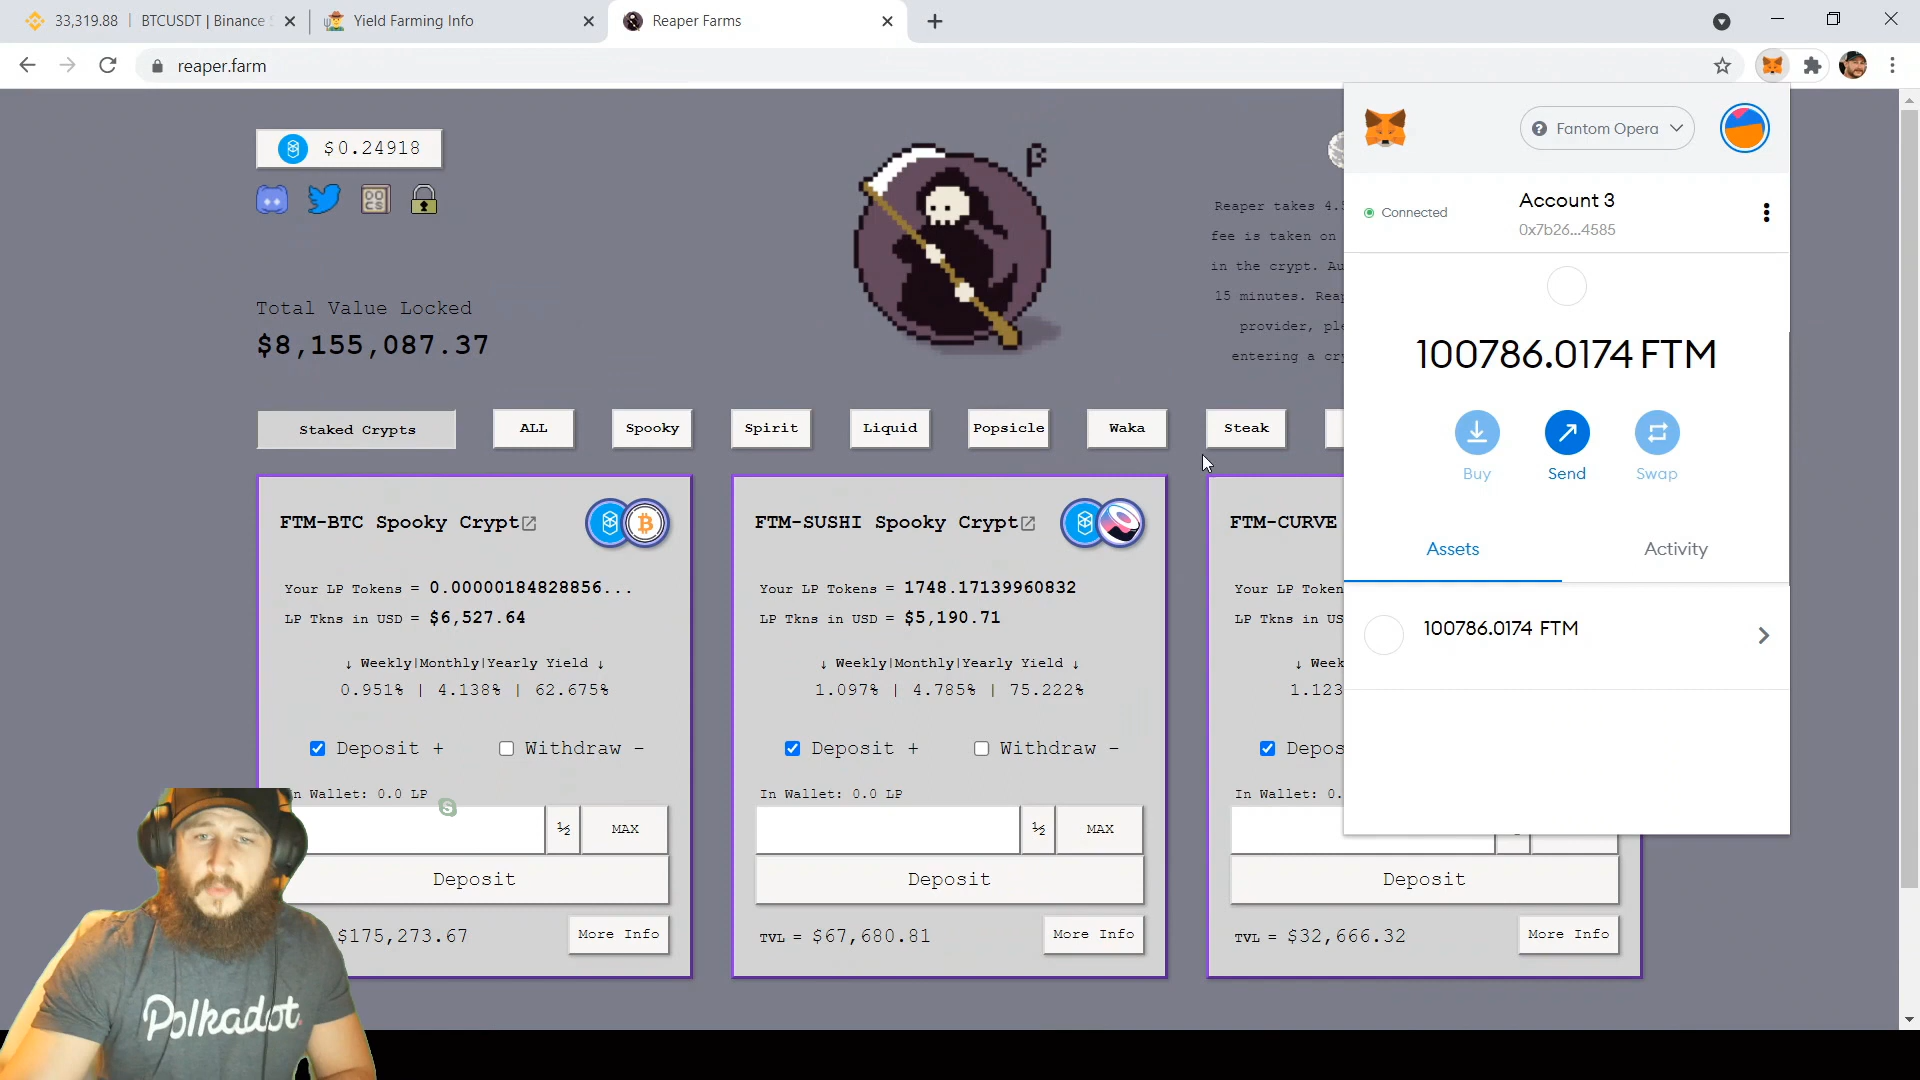 33,319.88 | BTCUSDT | Binance
Yield Farming Info
Reaper Farms
reaper.farm
$0.24918
DOCS
β
Total Value Locked
$8,155,087.37
Reaper takes 4.
fee is taken on
in the crypt. Au
15 minutes.
provider, pl
entering a
Staked Crypts
ALL
Spooky
Spirit
Liquid
Popsicle
Waka
Steak
FTM-BTC Spooky Crypt
Your LP Tokens = 0.00000184828856...
LP Tkns in USD = $6,527.64
↓ Weekly|Monthly|Yearly Yield ↓
0.951% | 4.138% | 62.675%
Deposit +
Withdraw -
n Wallet: 0.0 LP
½
MAX
Deposit
$175,273.67
More Info
FTM-SUSHI Spooky Crypt
Your LP Tokens = 1748.17139960832
LP Tkns in USD = $5,190.71
↓ Weekly|Monthly|Yearly Yield ↓
1.097% | 4.785% | 75.222%
Deposit +
Withdraw -
In Wallet: 0.0 LP
½
MAX
Deposit
TVL = $67,680.81
More Info
FTM-CURVE
Your LP Token
LP Tkns in US
↓ Week
1.123
Depos
In Wallet: 0.
Deposit
TVL = $32,666.32
More Info
Fantom Opera
Connected
Account 3
0x7b26...4585
100786.0174 FTM
Buy
Send
Swap
Assets
Activity
100786.0174 FTM
Polkadot.